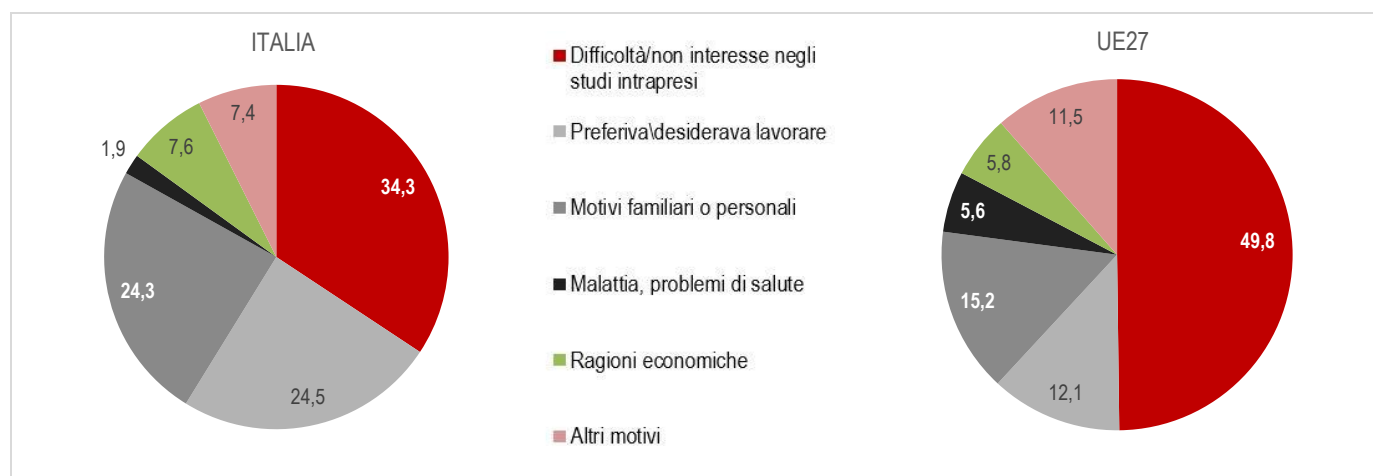 ITALIA
34,3
24,5
24,3
1,9
7,6
7,4
Difficoltà/non interesse negli
studi intrapresi
Preferiva\desiderava lavorare
Motivi familiari o personali
Malattia, problemi di salute
Ragioni economiche
Altri motivi
UE27
49,8
12,1
15,2
5,6
5,8
11,5